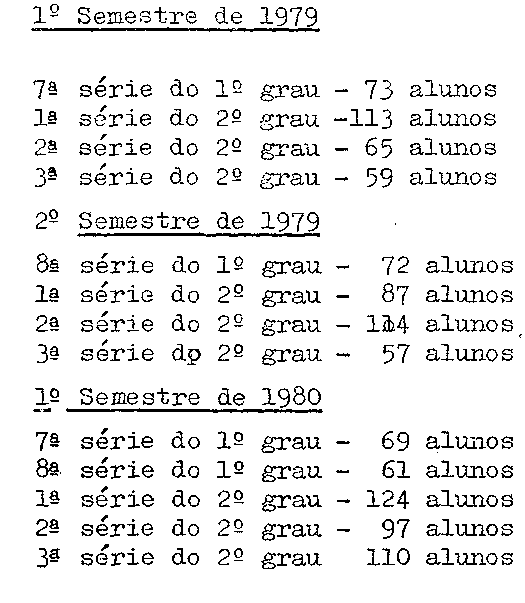 1º Semestre de 1979
7ª série do 1º grau - 73 alunos
1ª série do 2º grau -113 alunos
2ª série do 2º grau - 65 alunos
3ª série do 2º grau - 59 alunos
2º Semestre de 1979
8ª série do 1º grau - 72 alunos
1ª série do 2º grau - 87 alunos
2ª série do 2º grau - 114 alunos
3ª série dp 2º grau - 57 alunos
1º Semestre de 1980
7ª série do 1º grau - 69 alunos
8ª série do 1º grau - 61 alunos
1ª série do 2º grau - 124 alunos
2ª série do 2º grau - 97 alunos
3ª série do 2º grau 110 alunos